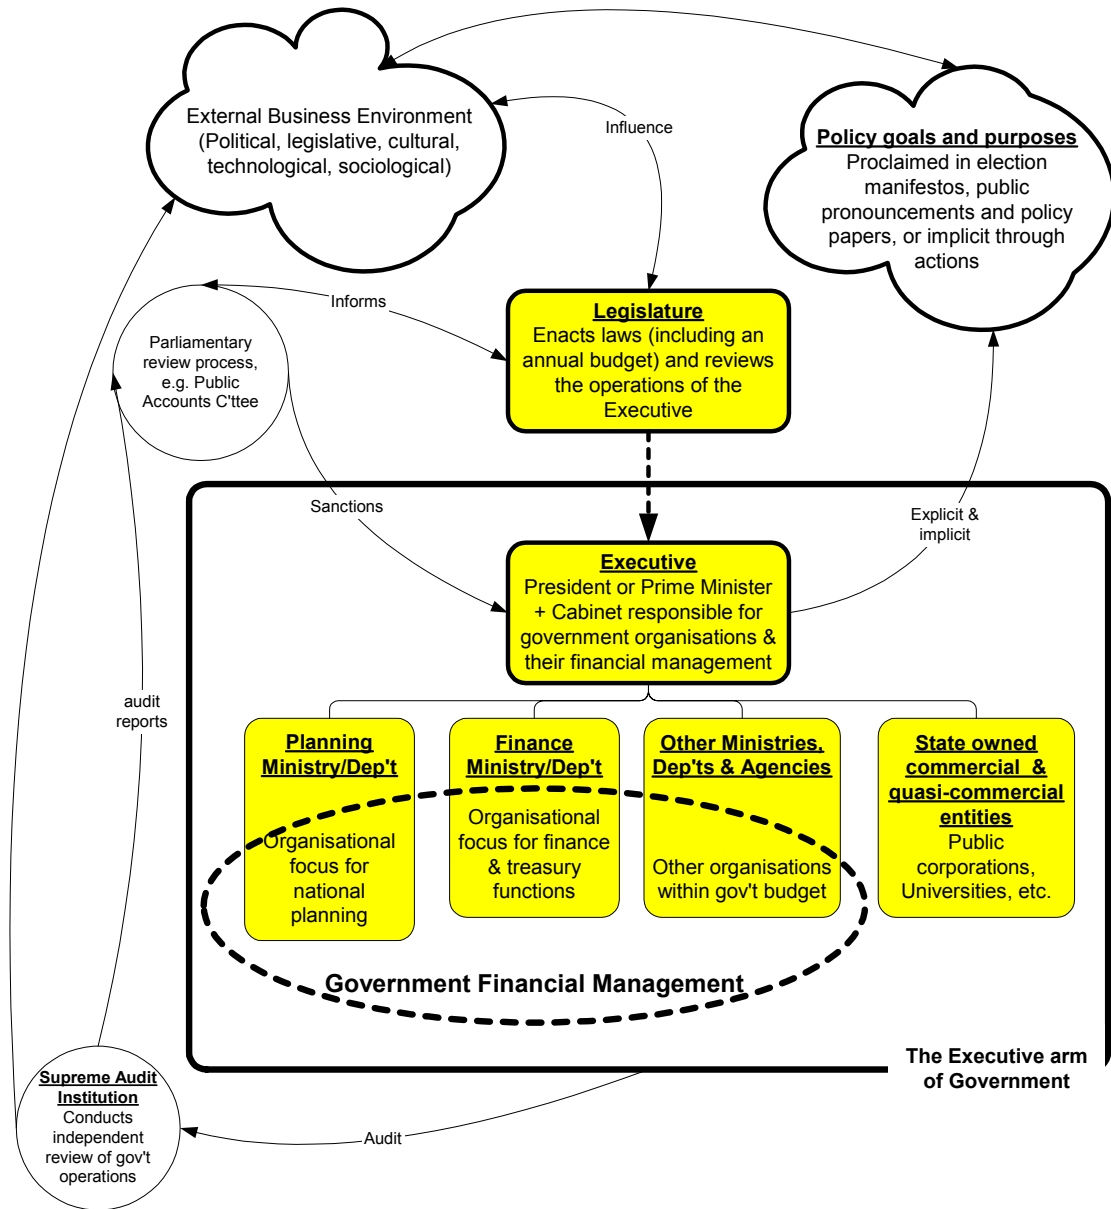 External Business Environment
(Political, legislative, cultural,
technological, sociological)
Influence
Policy goals and purposes
Proclaimed in election
manifestos, public
pronouncements and policy
papers, or implicit through
actions
Informs
Legislature
Enacts laws (including an
annual budget) and reviews
the operations of the
Executive
Parliamentary
review process,
e.g. Public
Accounts C'ttee
Sanctions
Explicit &
implicit
Executive
President or Prime Minister
+ Cabinet responsible for
government organisations &
their financial management
audit
reports
Planning
Ministry/Dep't
Organisational
focus for
national
planning
Finance
Ministry/Dep't
Organisational
focus for finance
& treasury
functions
Other Ministries,
Dep'ts & Agencies
Other organisations
within gov't budget
State owned
commercial &
quasi-commercial
entities
Public
corporations,
Universities, etc.
Government Financial Management
The Executive arm
of Government
Supreme Audit
Institution
Conducts
independent
review of gov't
operations
Audit